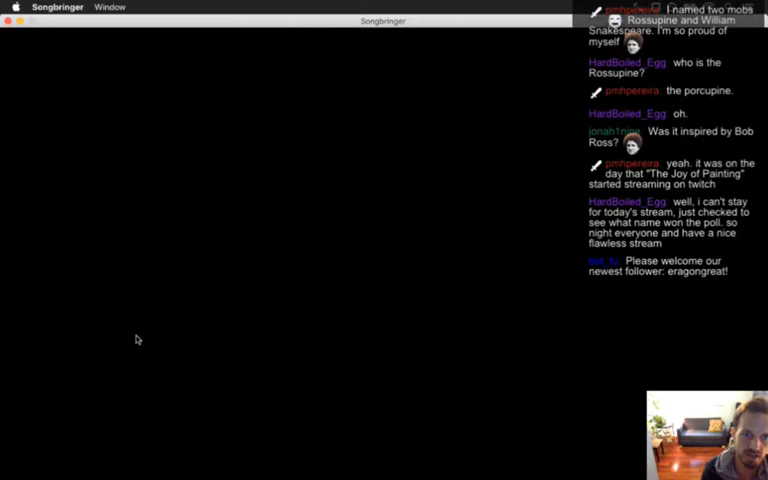 Songbringer Window
Songbringer
pmhpereira: I named two mobs
Rossupine and William
Snakespeare. I'm so proud of
myself
HardBoiled_Egg: who is the
Rossupine?
pmhpereira: the porcupine.
HardBoiled_Egg: oh.
jonah1nine: Was it inspired by Bob
Ross?
pmhpereira: yeah. it was on the
day that "The Joy of Painting"
started streaming on twitch
HardBoiled_Egg: well, i can't stay
for today's stream, just checked to
see what name won the poll. so
night everyone and have a nice
flawless stream
Please welcome our
newest follower: eragongreat!